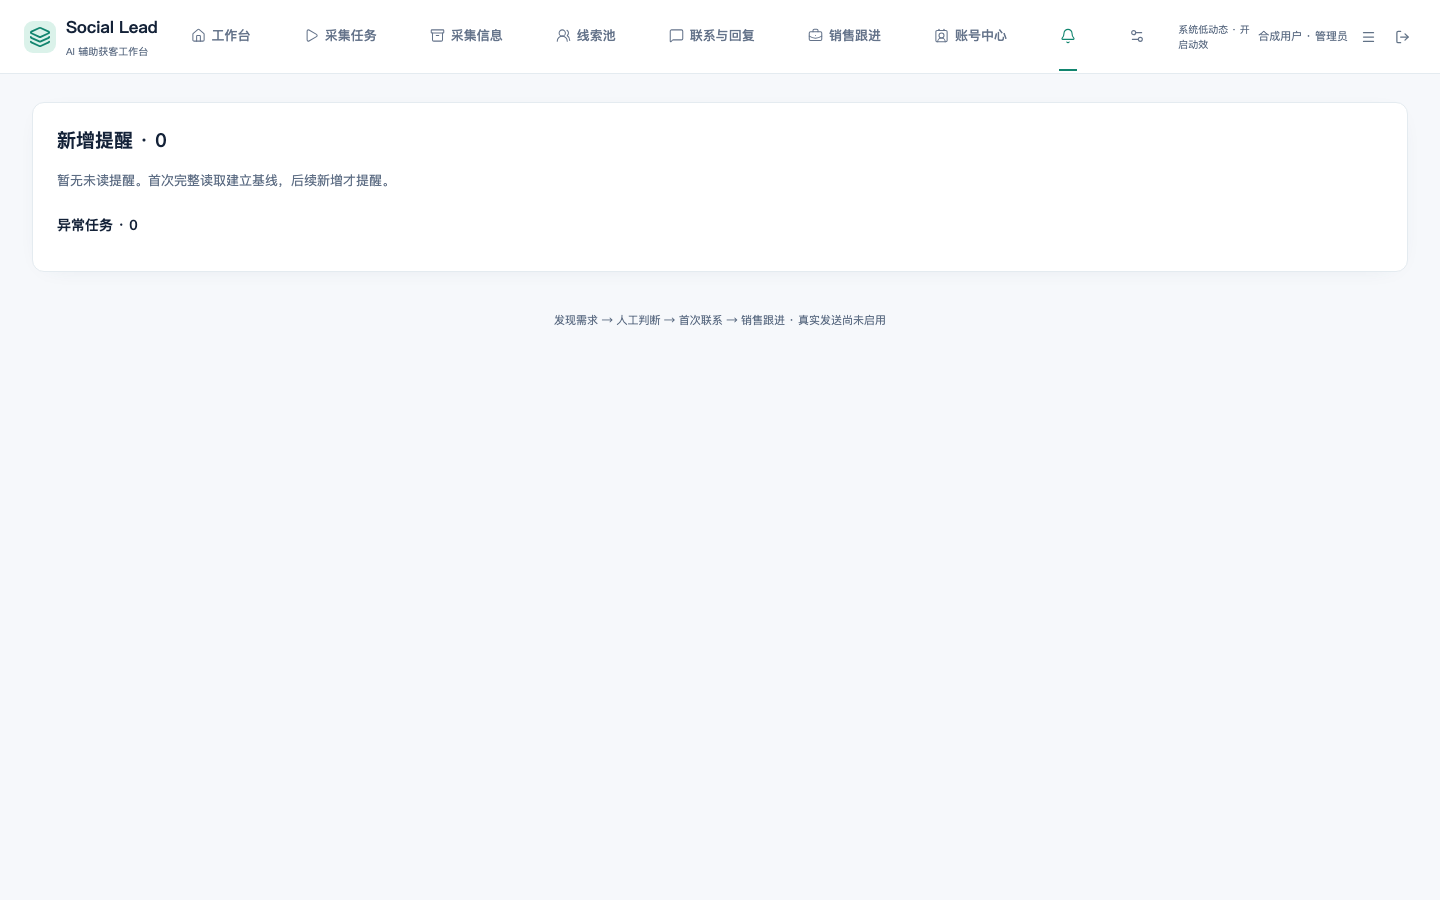 Social Lead
AI 辅助获客工作台
工作台
采集任务
采集信息
线索池
联系与回复
销售跟进
账号中心
系统低动态 · 开
启动效
合成用户 · 管理员
新增提醒 · 0
暂无未读提醒。首次完整读取建立基线，后续新增才提醒。
异常任务 · 0
发现需求 → 人工判断 → 首次联系 → 销售跟进 · 真实发送尚未启用